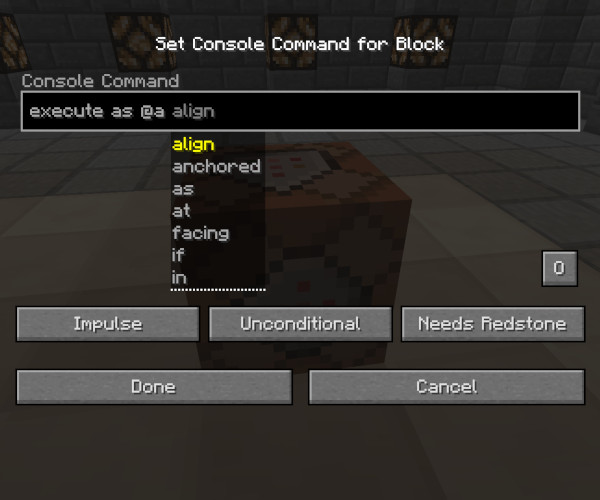 Set Console Command for Block
Console Command
execute as @a align
align
anchored
as
at
facing
if
in
O
Impulse
Unconditional
Needs Redstone
Done
Cancel